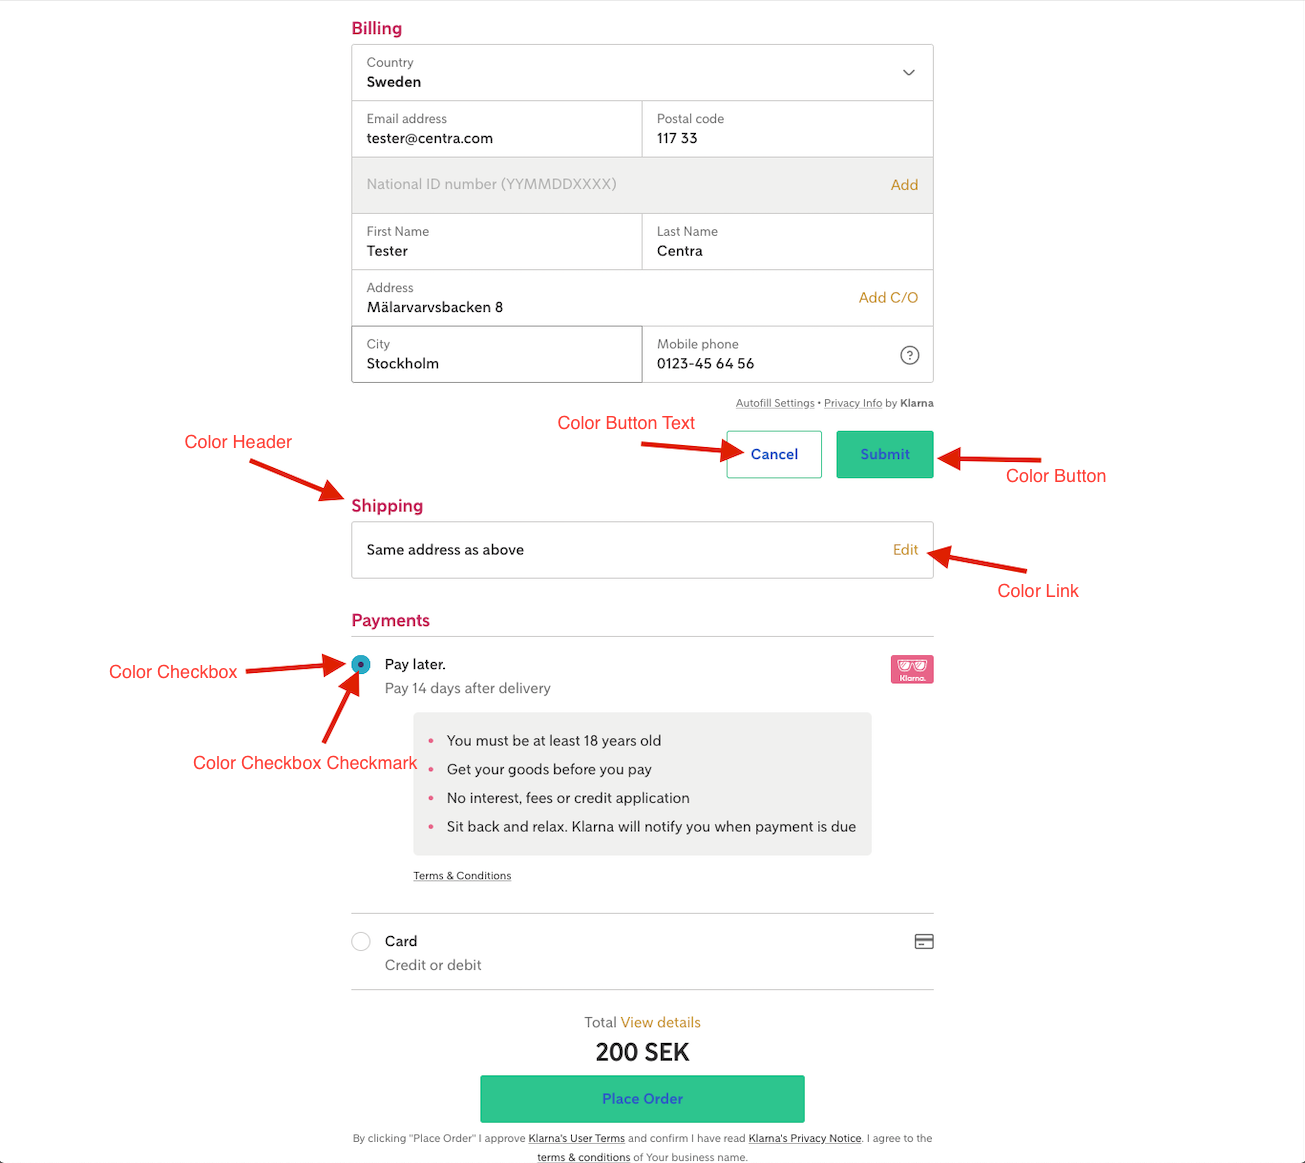 Billing
Country
Sweden
Email address
tester@centra.com
Postal code
117 33
National ID number (YYMMDDXXXX)
Add
First Name
Tester
Last Name
Centra
Address
Mälarvarvsbacken 8
Add C/O
City
Stockholm
Mobile phone
0123-45 64 56
?
Autofill Settings • Privacy Info by Klarna
Color Button Text
Color Header
Cancel
Submit
Color Button
Shipping
Same address as above
Edit
Color Link
Payments
Color Checkbox
Pay later.
Klarna.
Pay 14 days after delivery
Color Checkbox Checkmark
• You must be at least 18 years old
• Get your goods before you pay
• No interest, fees or credit application
• Sit back and relax. Klarna will notify you when payment is due
Terms & Conditions
Card
Credit or debit
Total View details
200 SEK
Place Order
By clicking "Place Order" I approve Klarna's User Terms and confirm I have read Klarna's Privacy Notice. I agree to the
terms & conditions of Your business name.